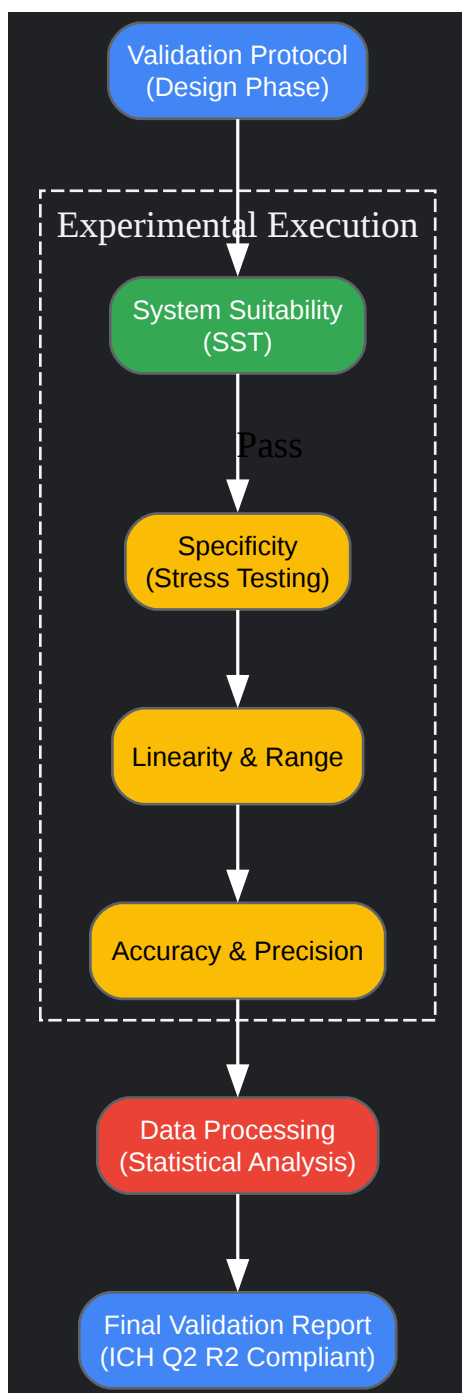 Validation Protocol
(Design Phase)
Experimental Execution
System Suitability
(SST)
Pass
Specificity
(Stress Testing)
Linearity & Range
Accuracy & Precision
Data Processing
(Statistical Analysis)
Final Validation Report
(ICH Q2 R2 Compliant)